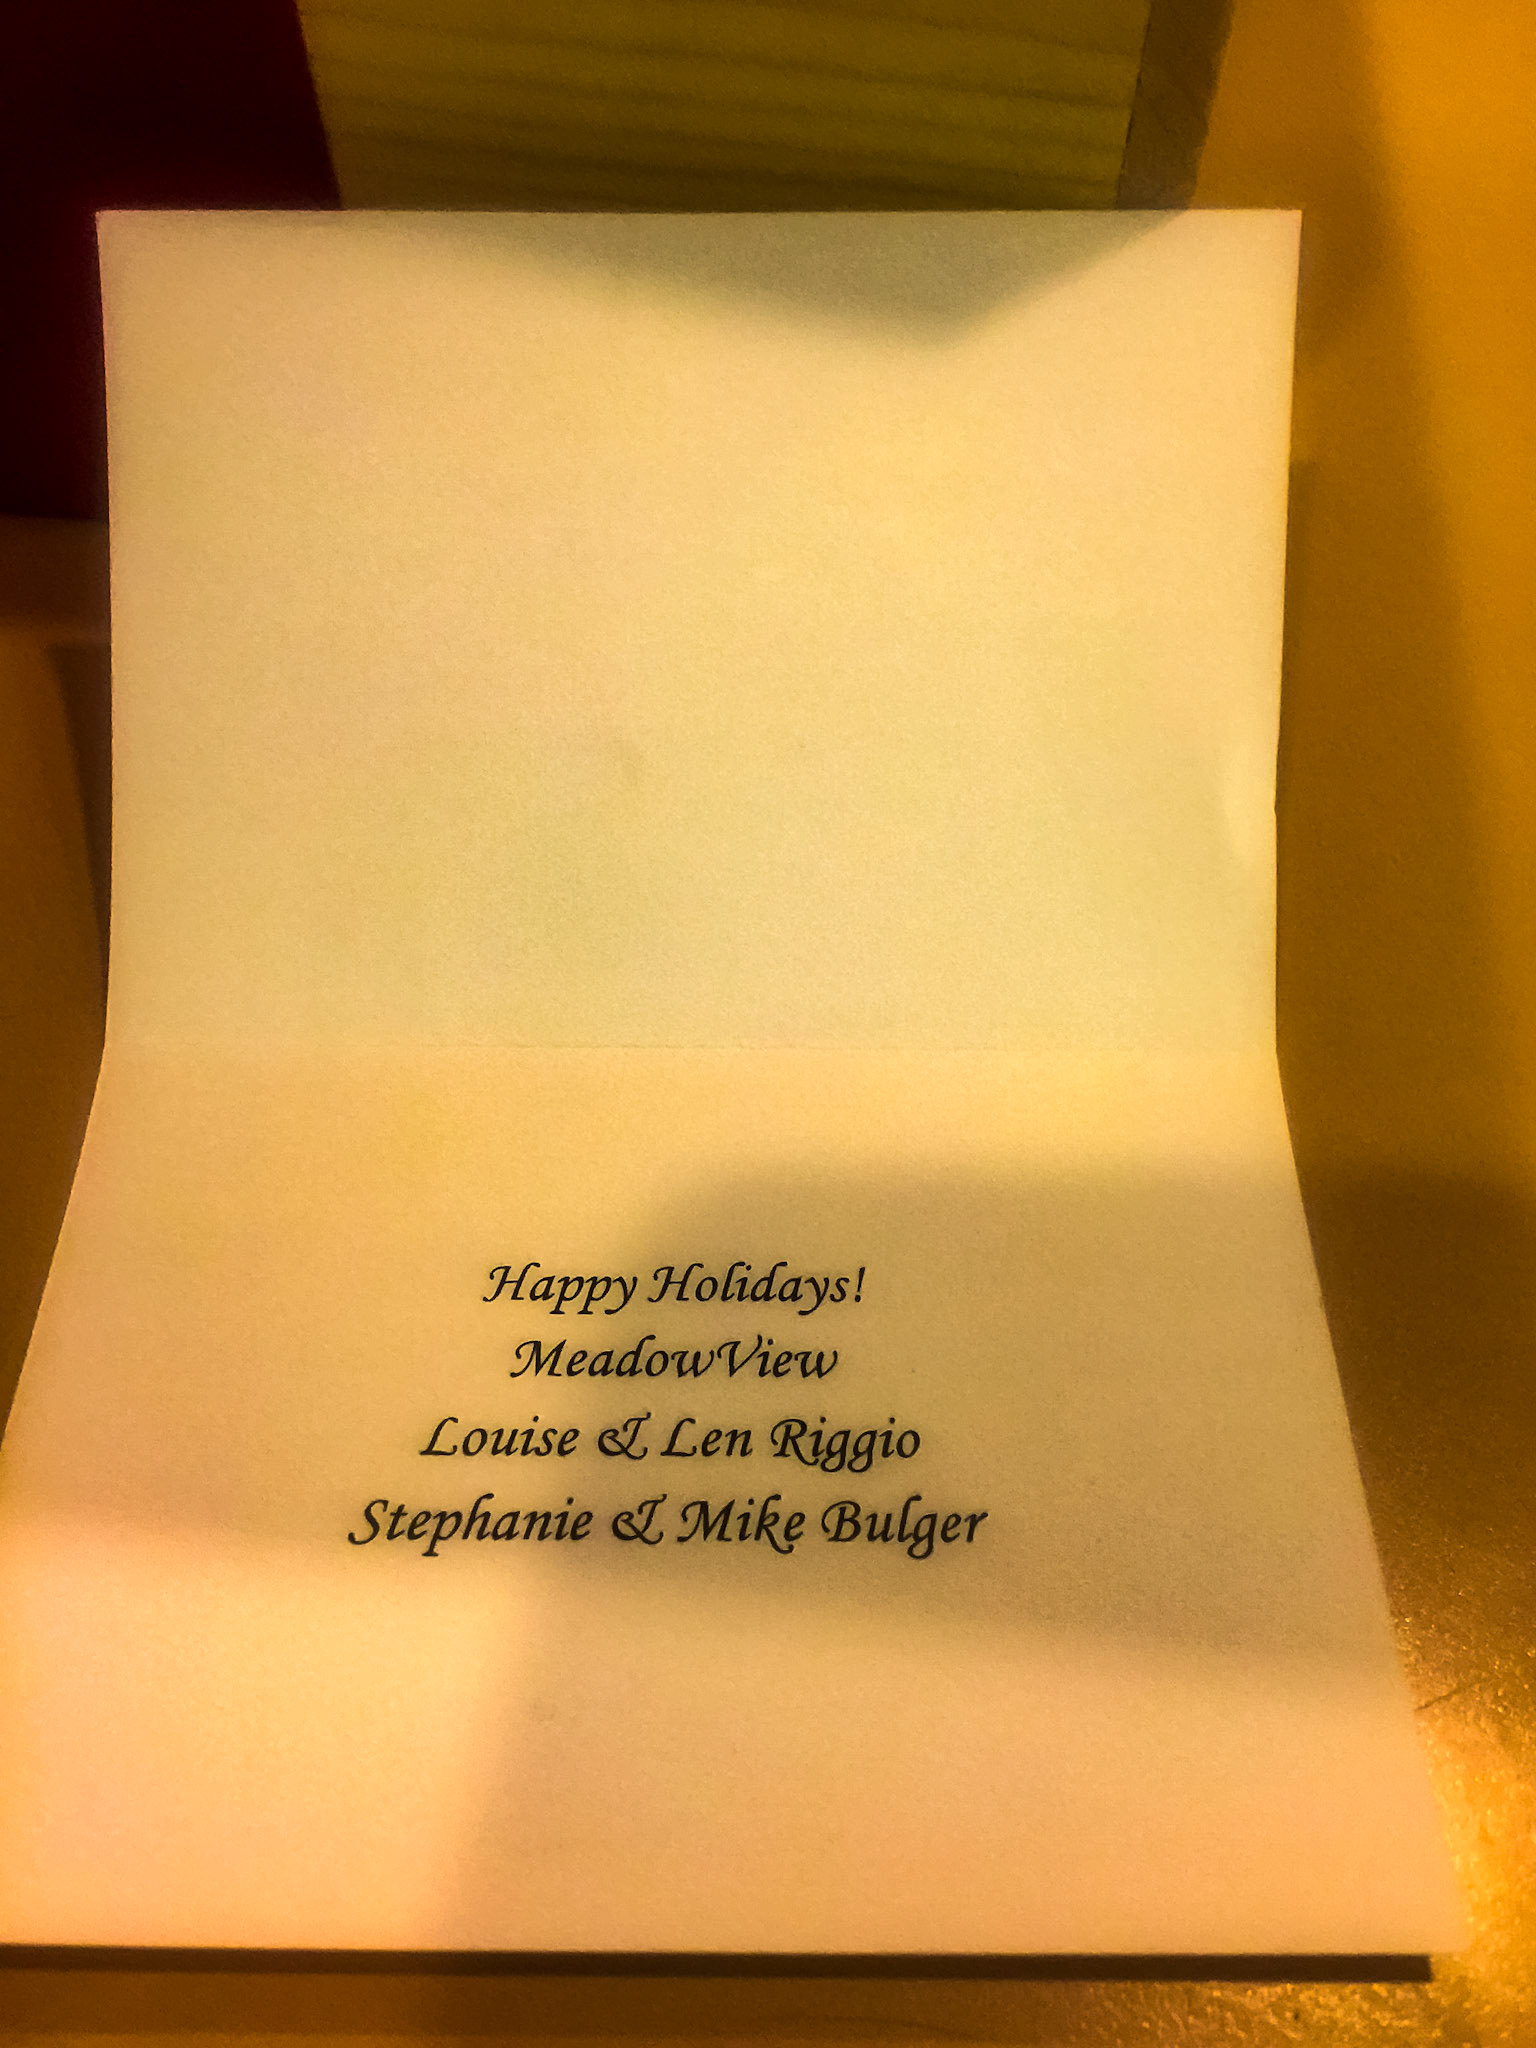 Happy Holidays!
MeadowView
Louise & Len Riggio
Stephanie & Mike Bulger